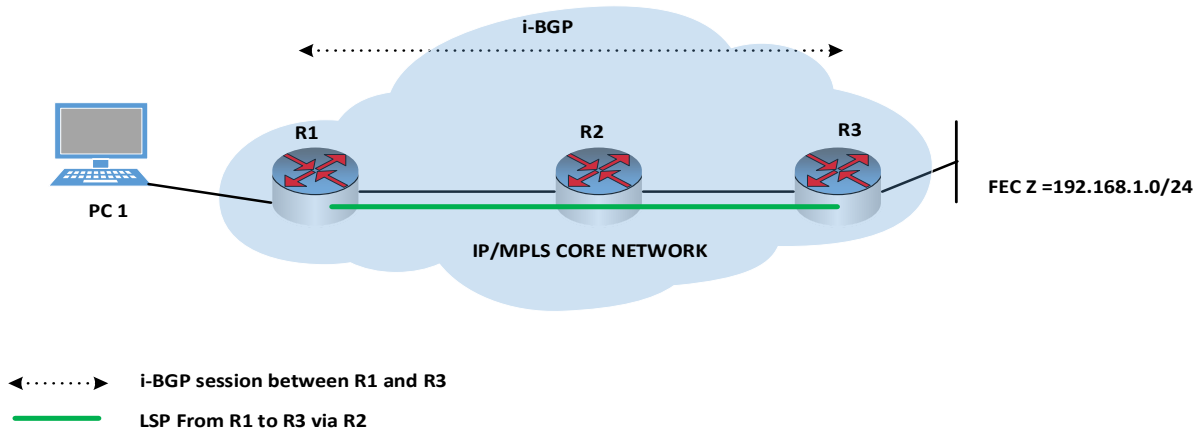 i-BGP
R1
R2
R3
PC 1
FEC Z =192.168.1.0/24
IP/MPLS CORE NETWORK
i-BGP session between R1 and R3
LSP From R1 to R3 via R2